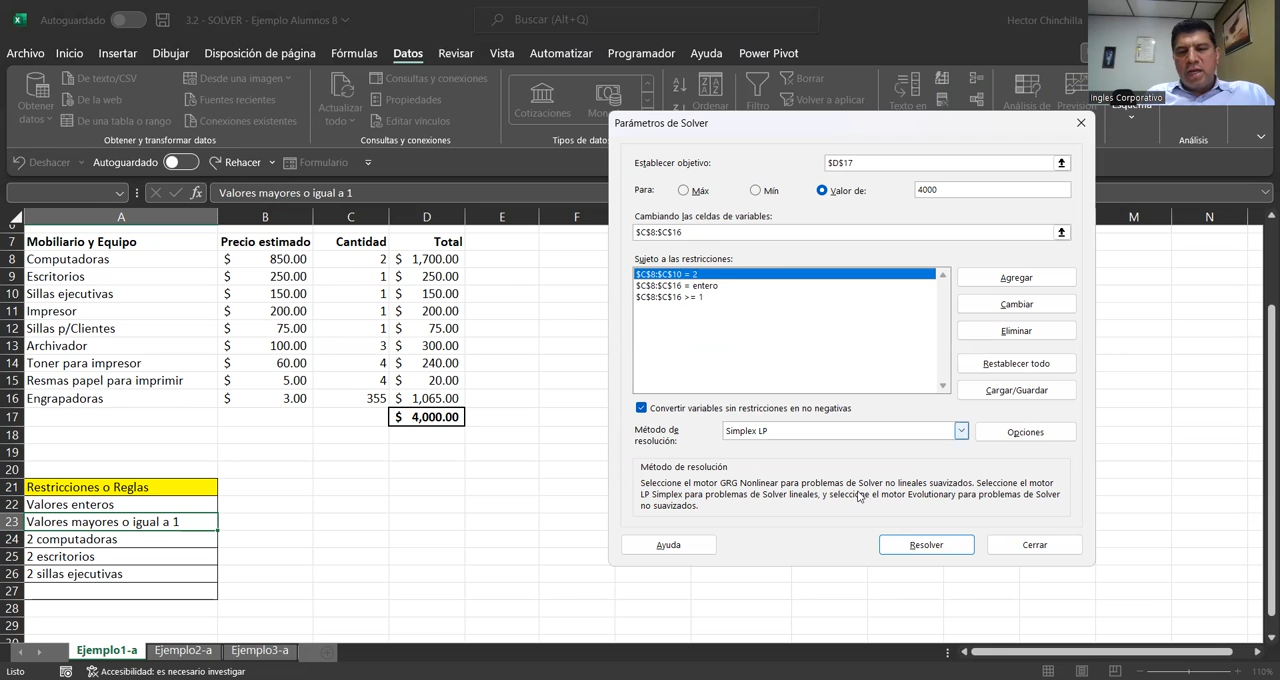 Autoguardado
3.2 - SOLVER - Ejemplo Alumnos 8
Buscar (Alt+Q)
Hector Chinchilla
Archivo Inicio Insertar Dibujar Disposición de página Fórmulas Datos Revisar Vista Automatizar Programador Ayuda Power Pivot
Obtener datos
De texto/CSV
De la web
De una tabla o rango
Desde una imagen
Fuentes recientes
Conexiones existentes
Obtener y transformar datos
Actualizar todo
Consultas y conexiones
Propiedades
Editar vínculos
Consultas y conexiones
Cotizaciones
Monedas
Tipos de datos
Ordenar
Filtro
Borrar
Volver a aplicar
Texto en
Análisis de
Previsión
Esquema
Análisis
Ingles Corporativo
Deshacer Autoguardado Rehacer Formulario
fx Valores mayores o igual a 1
A B C D E F M N
7 Mobiliario y Equipo Precio estimado Cantidad Total
8 Computadoras $ 850.00 2 $ 1,700.00
9 Escritorios $ 250.00 1 $ 250.00
10 Sillas ejecutivas $ 150.00 1 $ 150.00
11 Impresor $ 200.00 1 $ 200.00
12 Sillas p/Clientes $ 75.00 1 $ 75.00
13 Archivador $ 100.00 3 $ 300.00
14 Toner para impresor $ 60.00 4 $ 240.00
15 Resmas papel para imprimir $ 5.00 4 $ 20.00
16 Engrapadoras $ 3.00 355 $ 1,065.00
17 $ 4,000.00
18
19
20
21 Restricciones o Reglas
22 Valores enteros
23 Valores mayores o igual a 1
24 2 computadoras
25 2 escritorios
26 2 sillas ejecutivas
27
28
29
30
Parámetros de Solver
Establecer objetivo: $D$17
Para: Máx Mín Valor de: 4000
Cambiando las celdas de variables:
$C$8:$C$16
Sujeto a las restricciones:
$C$8:$C$10 = 2
$C$8:$C$16 = entero
$C$8:$C$16 >= 1
Agregar
Cambiar
Eliminar
Restablecer todo
Cargar/Guardar
Convertir variables sin restricciones en no negativas
Método de resolución: Simplex LP
Opciones
Método de resolución
Seleccione el motor GRG Nonlinear para problemas de Solver no lineales suavizados. Seleccione el motor
LP Simplex para problemas de Solver lineales, y seleccione el motor Evolutionary para problemas de Solver
no suavizados.
Ayuda Resolver Cerrar
Ejemplo1-a Ejemplo2-a Ejemplo3-a
Listo Accesibilidad: es necesario investigar
110%